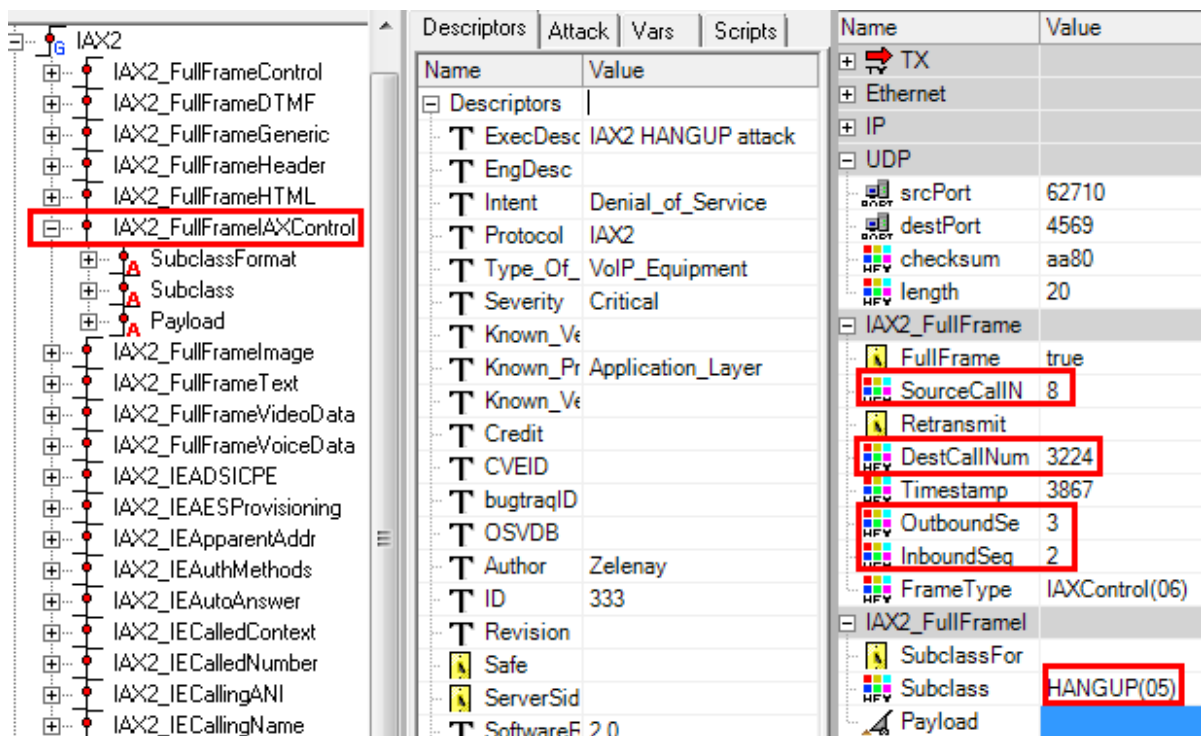 IAX2
IAX2_FullFrameControl
IAX2_FullFrameDTMF
IAX2_FullFrameGeneric
IAX2_FullFrameHeader
IAX2_FullFrameHTML
IAX2_FullFrameIAXControl
SubclassFormat
Subclass
Payload
IAX2_FullFrameImage
IAX2_FullFrameText
IAX2_FullFrameVideoData
IAX2_FullFrameVoiceData
IAX2_IEADSICPE
IAX2_IEAESProvisioning
IAX2_IEApparentAddr
IAX2_IEAuthMethods
IAX2_IEAutoAnswer
IAX2_IECalledContext
IAX2_IECalledNumber
IAX2_IECallingANI
IAX2_IECallingName
Descriptors Attack Vars Scripts
Name Value
Descriptors
ExecDesc IAX2 HANGUP attack
EngDesc
Intent Denial_of_Service
Protocol IAX2
Type_Of_ VoIP_Equipment
Severity Critical
Known_Ve
Known_Pr Application_Layer
Known_Ve
Credit
CVEID
bugtraqID
OSVDB
Author Zelenay
ID 333
Revision
Safe
ServerSid
SoftwareF 2.0
Name Value
TX
Ethernet
IP
UDP
srcPort 62710
destPort 4569
checksum aa80
length 20
IAX2_FullFrame
FullFrame true
SourceCallN 8
Retransmit
DestCallNum 3224
Timestamp 3867
OutboundSe 3
InboundSeq 2
FrameType IAXControl(06)
IAX2_FullFrameI
SubclassFor
Subclass HANGUP(05)
Payload